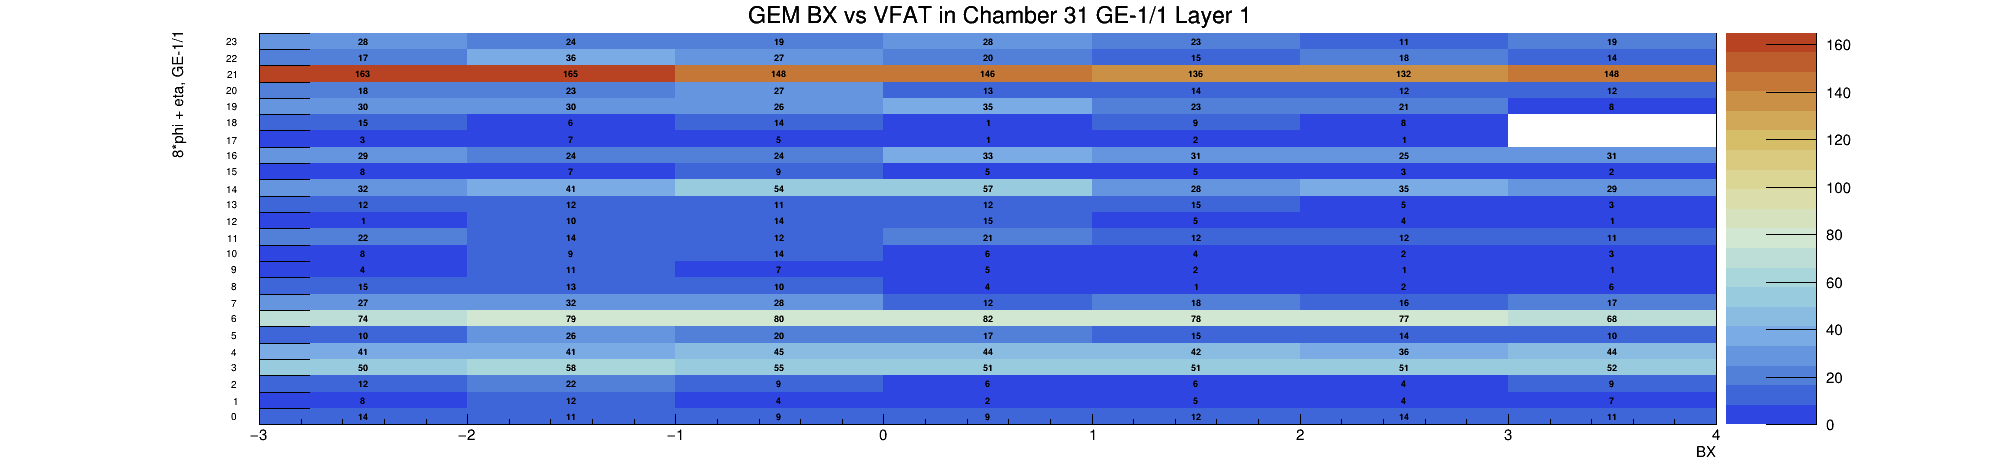 GEM BX vs VFAT in Chamber 31 GE-1/1 Layer 1
8*phi + eta, GE-1/1
23 28 24 19 28 23 11 19
22 17 36 27 20 15 18 14
21 163 165 148 146 136 132 148
20 18 23 27 13 14 12 12
19 30 30 26 35 23 21 8
18 15 6 14 1 9 8
17 3 7 5 1 2 1
16 29 24 24 33 31 25 31
15 8 7 9 5 5 3 2
14 32 41 54 57 28 35 29
13 12 12 11 12 15 5 3
12 1 10 14 15 5 4 1
11 22 14 12 21 12 12 11
10 8 9 14 6 4 2 3
9 4 11 7 5 2 1 1
8 15 13 10 4 1 2 6
7 27 32 28 12 18 16 17
6 74 79 80 82 78 77 68
5 10 26 20 17 15 14 10
4 41 41 45 44 42 36 44
3 50 58 55 51 51 51 52
2 12 22 9 6 6 4 9
1 8 12 4 2 5 4 7
0 14 11 9 9 12 14 11
−3 −2 −1 0 1 2 3 4
BX
160
140
120
100
80
60
40
20
0